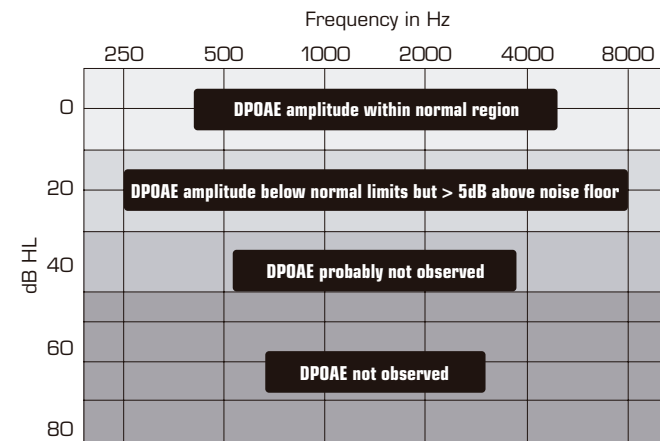 Frequency in Hz
250 500 1000 2000 4000 8000
0 DPOAE amplitude within normal region
20 DPOAE amplitude below normal limits but > 5dB above noise floor
dB HL
40 DPOAE probably not observed
60 DPOAE not observed
80